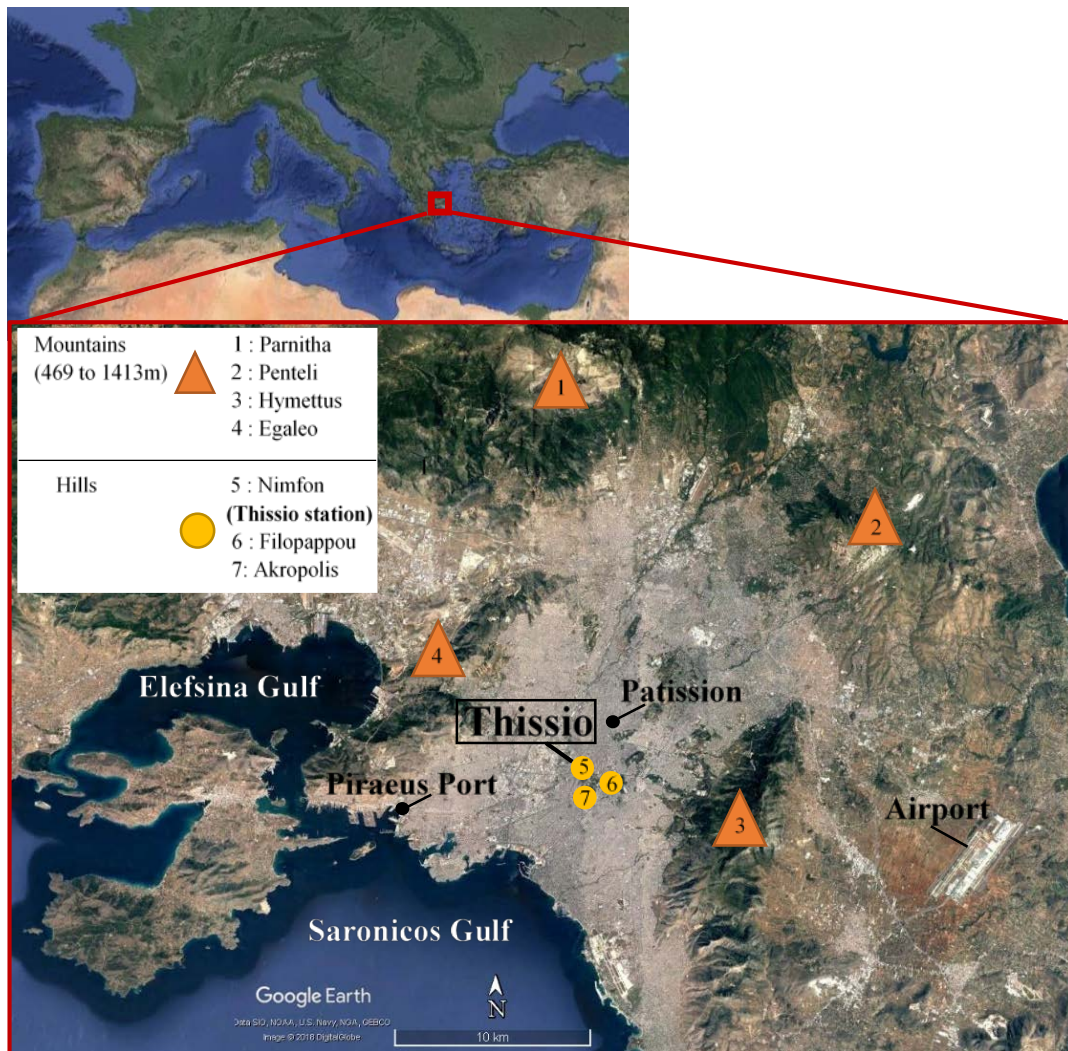 Mountains
(469 to 1413m)
1 : Parnitha
2 : Penteli
3 : Hymettus
4 : Egaleo
Hills
5 : Nimfon
(Thissio station)
6 : Filopappou
7: Akropolis
1
2
4
Elefsina Gulf
Patission
Thissio
5
6
7
Piraeus Port
3
Airport
Saronicos Gulf
Google Earth
N
Data SIO, NOAA, U.S. Navy, NGA, GEBCO
Image © 2018 DigitalGlobe
10 km